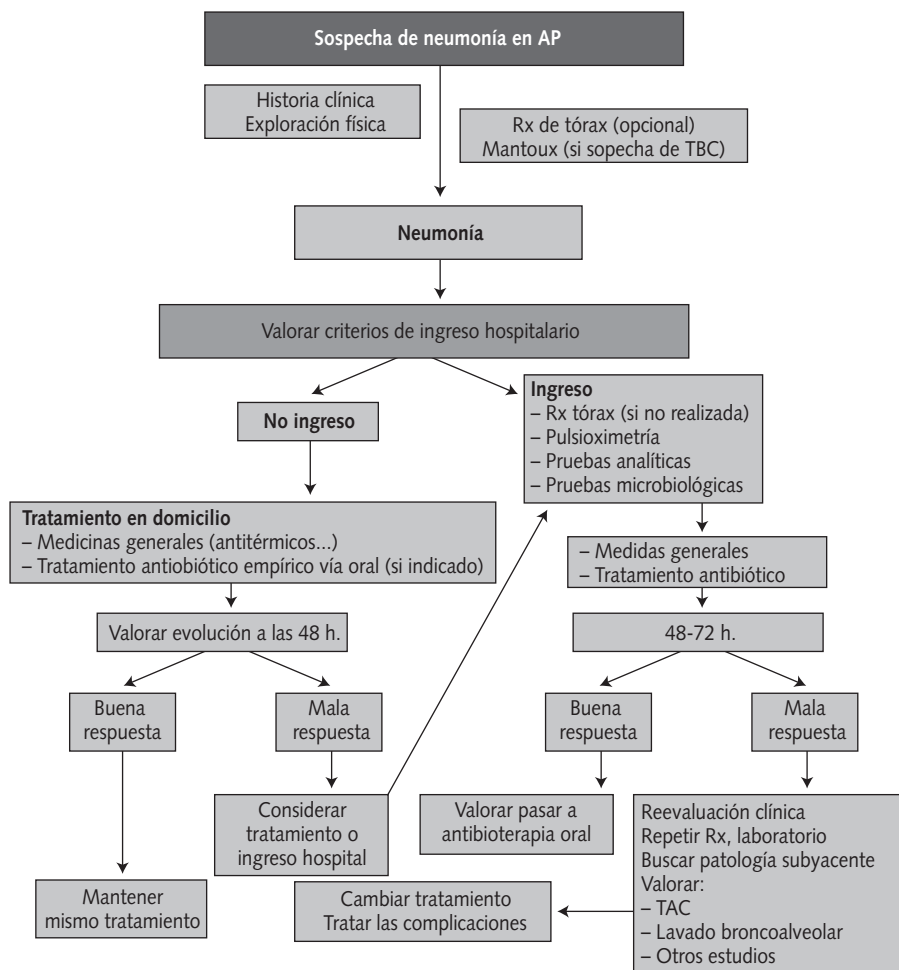 Sospecha de neumonía en AP
Historia clínica
Exploración física
Rx de tórax (opcional)
Mantoux (si sospecha de TBC)
Neumonía
Valorar criterios de ingreso hospitalario
No ingreso
Ingreso
– Rx tórax (si no realizada)
– Pulsioximetría
– Pruebas analíticas
– Pruebas microbiológicas
Tratamiento en domicilio
– Medicinas generales (antitérmicos...)
– Tratamiento antiobiótico empírico vía oral (si indicado)
– Medidas generales
– Tratamiento antibiótico
Valorar evolución a las 48 h.
48-72 h.
Buena
respuesta
Mala
respuesta
Buena
respuesta
Mala
respuesta
Considerar
tratamiento o
ingreso hospital
Valorar pasar a
antibioterapia oral
Reevaluación clínica
Repetir Rx, laboratorio
Buscar patología subyacente
Valorar:
– TAC
– Lavado broncoalveolar
– Otros estudios
Mantener
mismo tratamiento
Cambiar tratamiento
Tratar las complicaciones